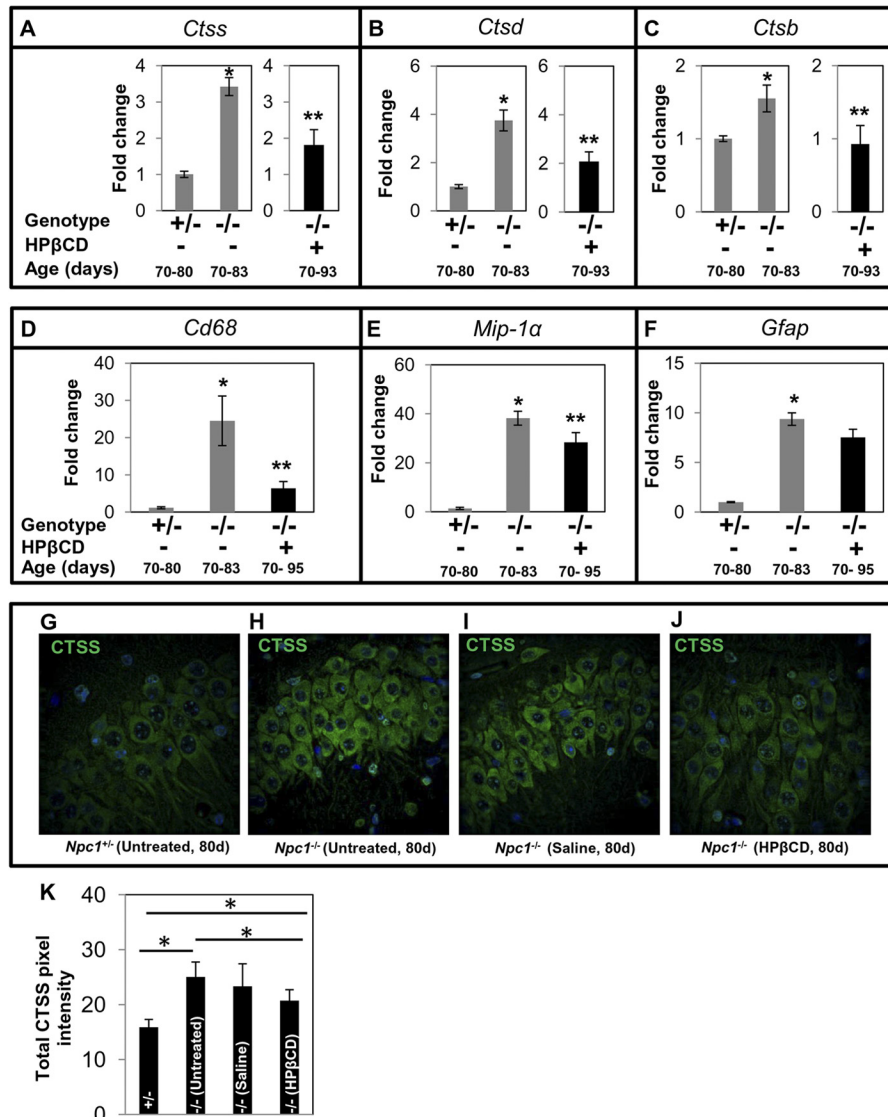 A Ctss
B Ctsd
C Ctsb
Fold change
4
3
2
1
0
*
4
3
2
1
0
**
Fold change
6
4
2
0
*
6
4
2
0
**
Fold change
2
1
0
*
2
1
0
**
Genotype +/- -/- -/- +/- -/- -/- +/- -/- -/-
HPβCD - - + - - + - - +
Age (days) 70-80 70-83 70-93 70-80 70-83 70-93 70-80 70-83 70-93
D Cd68
E Mip-1α
F Gfap
Fold change
40
30
20
10
0
*
**
Fold change
60
40
20
0
*
**
Fold change
15
10
5
0
*
Genotype +/- -/- -/- +/- -/- -/- +/- -/- -/-
HPβCD - - + - - + - - +
Age (days) 70-80 70-83 70- 95 70-80 70-83 70- 95 70-80 70-83 70- 95
G H I J
CTSS CTSS CTSS CTSS
Npc1+/- (Untreated, 80d) Npc1-/- (Untreated, 80d) Npc1-/- (Saline, 80d) Npc1-/- (HPβCD, 80d)
K
Total CTSS pixel
intensity
40
30
20
10
0
*
* *
+/-
-/- (Untreated)
-/- (Saline)
-/- (HPβCD)